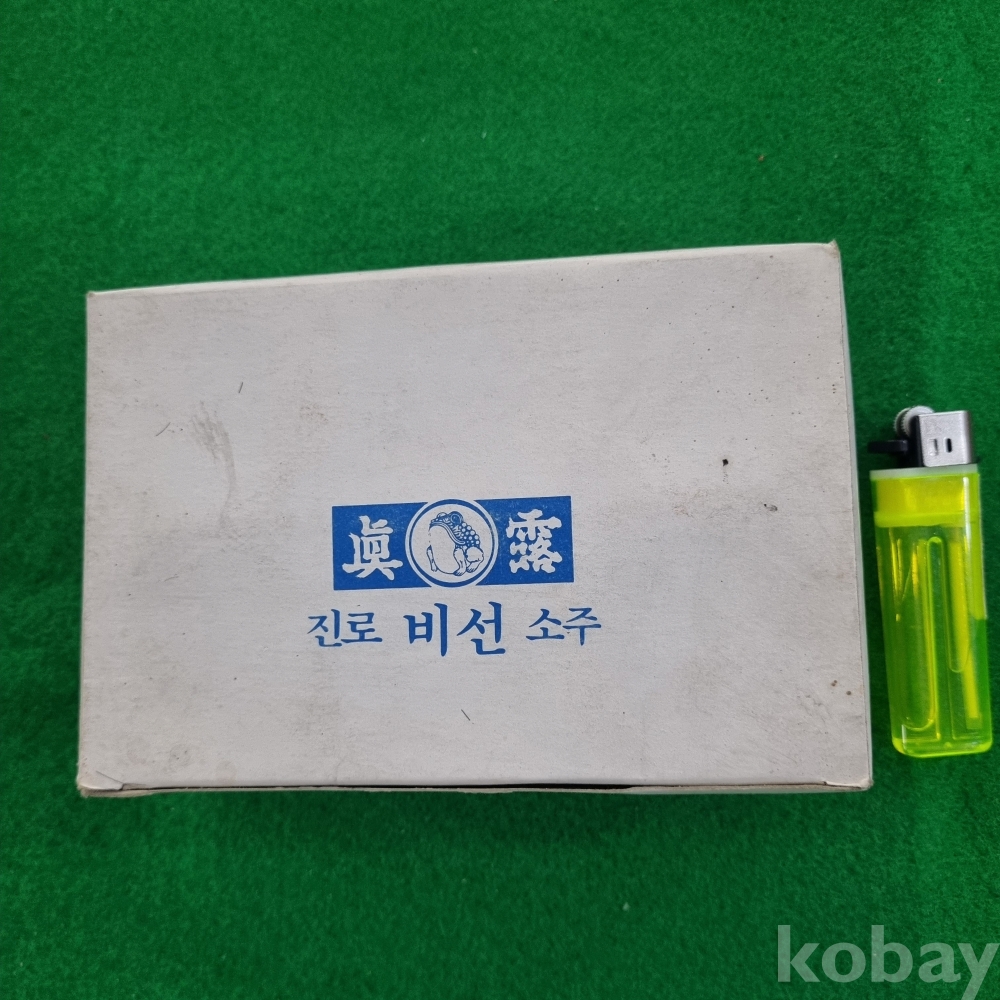 眞露
진로 비선 소주
kobay